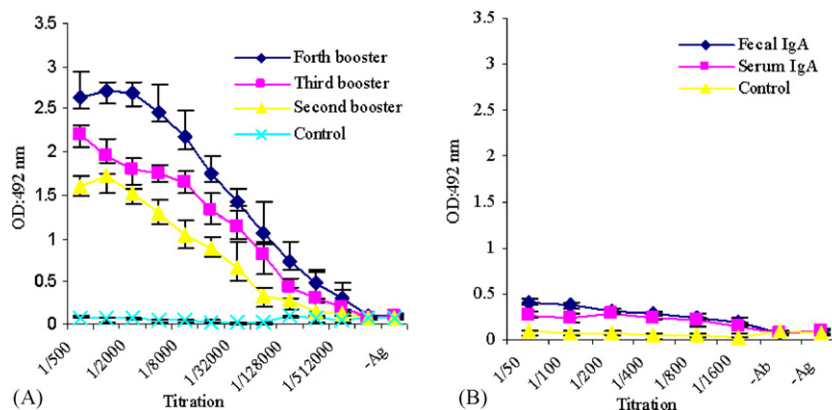 3.5
3
2.5
2
1.5
1
0.5
0
OD:492 nm
Forth booster
Third booster
Second booster
Control
1/500
1/2000
1/8000
1/32000
1/128000
1/512000
-Ag
Titration
(A)
3.5
3
2.5
2
1.5
1
0.5
0
OD:492 nm
Fecal IgA
Serum IgA
Control
1/50
1/100
1/200
1/400
1/800
1/1600
-Ab
-Ag
Titration
(B)